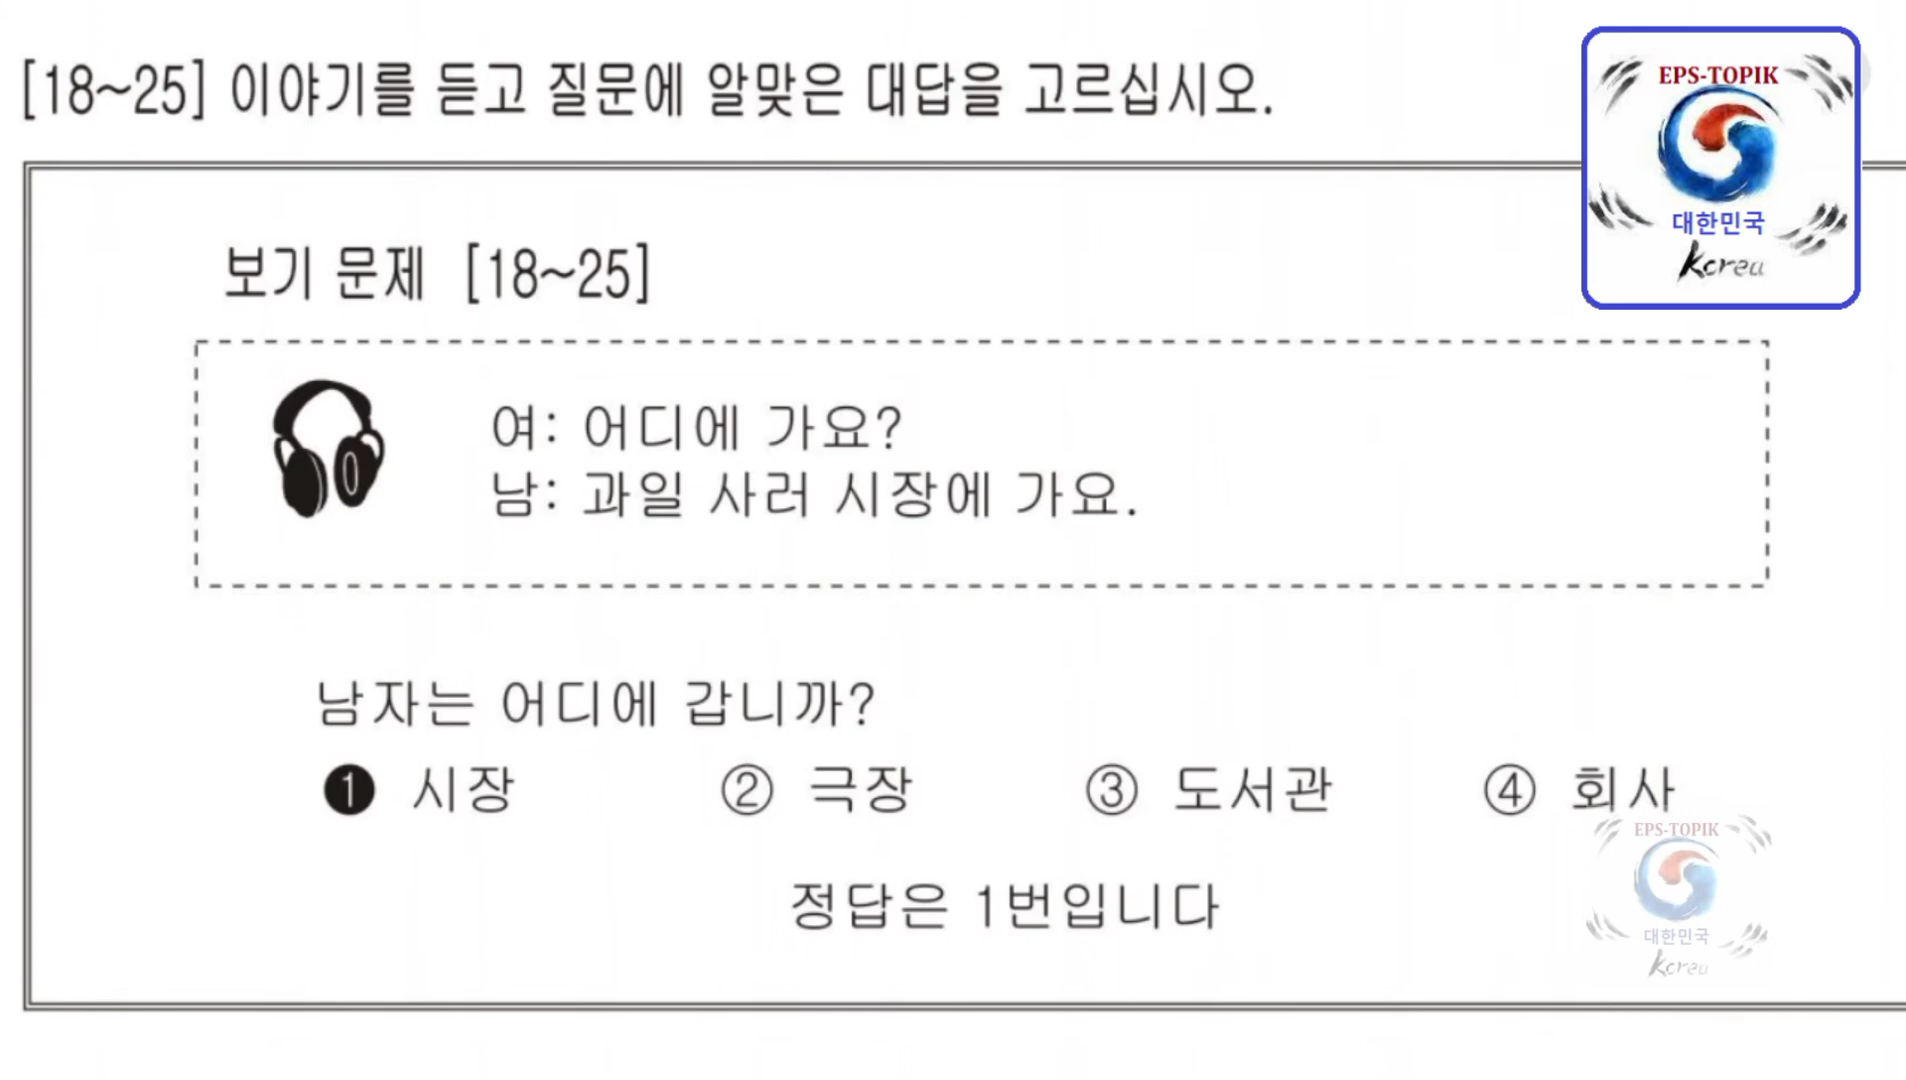 [18~25] 이야기를 듣고 질문에 알맞은 대답을 고르십시오.
EPS-TOPIK
대한민국
Korea
보기 문제 [18~25]
여: 어디에 가요?
남: 과일 사러 시장에 가요.
남자는 어디에 갑니까?
❶ 시장 ② 극장 ③ 도서관 ④ 회사
정답은 1번입니다
EPS-TOPIK
대한민국
Korea